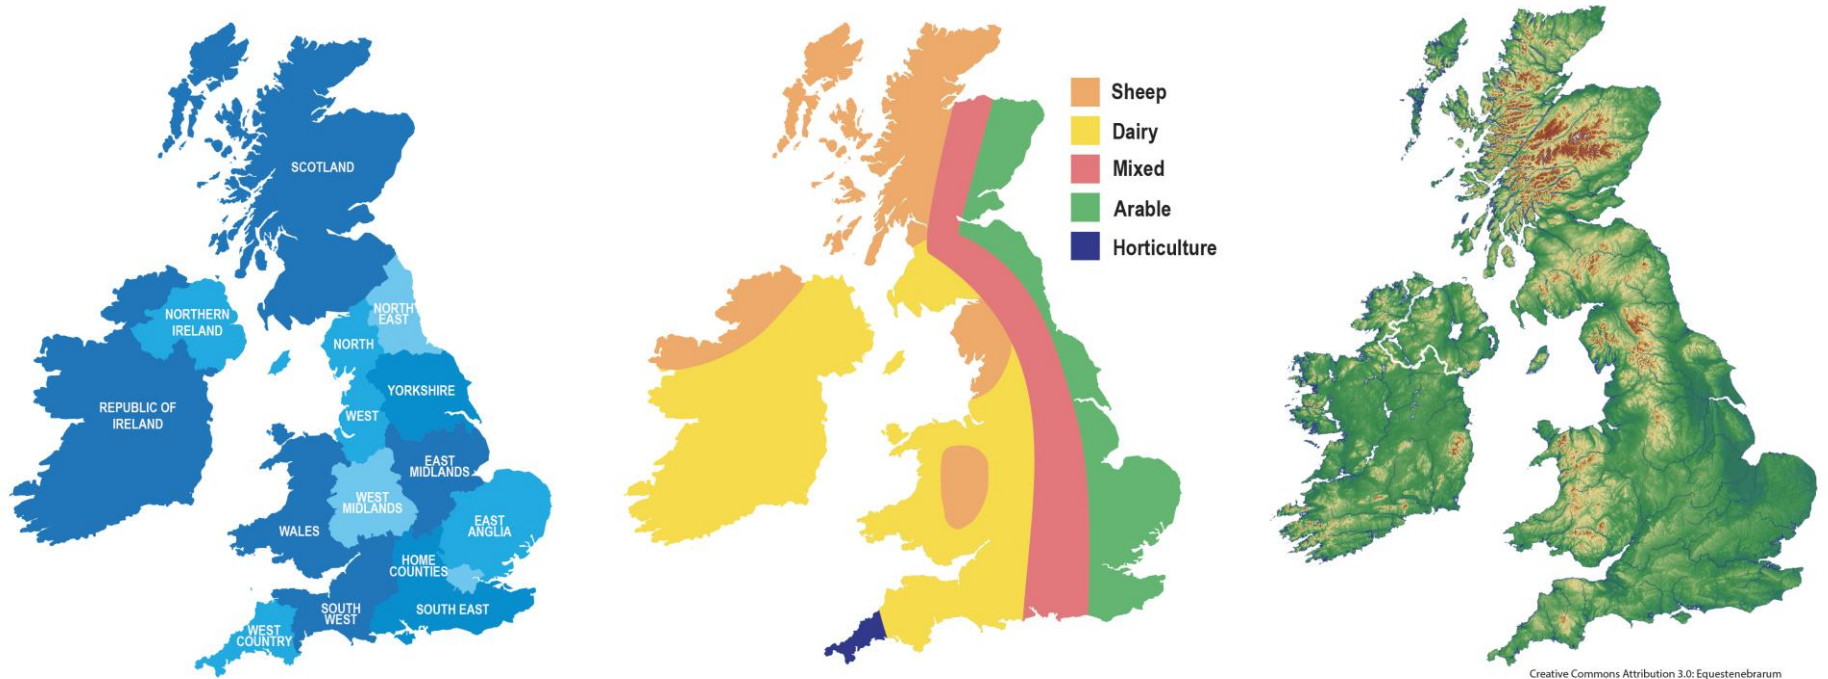 SCOTLAND
NORTHERN
IRELAND
NORTH
EAST
NORTH
YORKSHIRE
REPUBLIC OF
IRELAND
WEST
EAST
MIDLANDS
WEST
MIDLANDS
WALES
EAST
ANGLIA
HOME
COUNTIES
SOUTH
WEST
SOUTH EAST
WEST
COUNTRY
Sheep
Dairy
Mixed
Arable
Horticulture
Creative Commons Attribution 3.0: Equestenebrarum